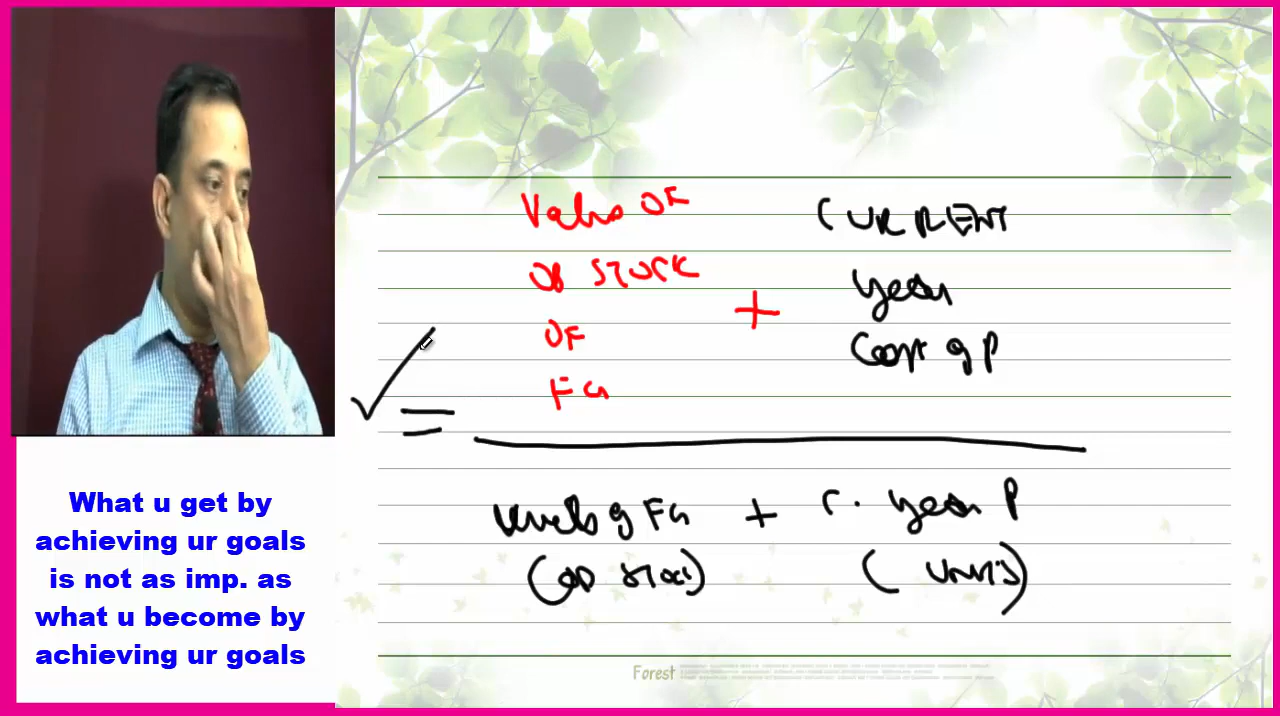 Value OF
OP STOCK
OF
FG
+
CURRENT
year
Cost of P
=
Units of FG + C. year P
(OP Stock) (Units)
What u get by
achieving ur goals
is not as imp. as
what u become by
achieving ur goals
Forest